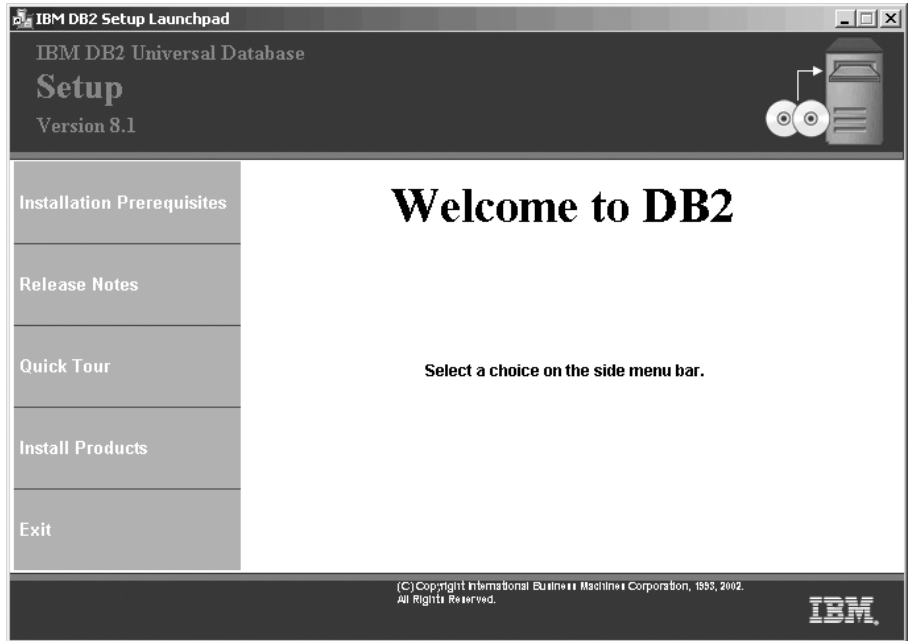 IBM DB2 Setup Launchpad
IBM DB2 Universal Database
Setup
Version 8.1
Installation Prerequisites
Release Notes
Quick Tour
Install Products
Exit
Welcome to DB2
Select a choice on the side menu bar.
(C) Copyright International Business Machines Corporation, 1993, 2002.
All Rights Reserved.
IBM.